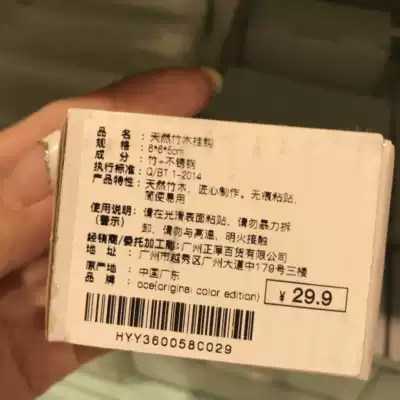 品 名：天然竹木挂钩
规 格：6*6*5cm
成 分：竹+不锈钢
执行标准：Q/BT 1-2014
产品特性：天然竹木，匠心制作。无痕粘贴，
简便易用
使用说明：请在光滑表面粘贴，请勿暴力拆
（警示） 卸，请勿与高温、明火接触
经销商/委托加工商：广州正厚百货有限公司
地 址：广州市越秀区广州大道中179号三楼
原产地：中国广东
品 牌：oce(original color edition)
¥ 29.9
HYY360058C029